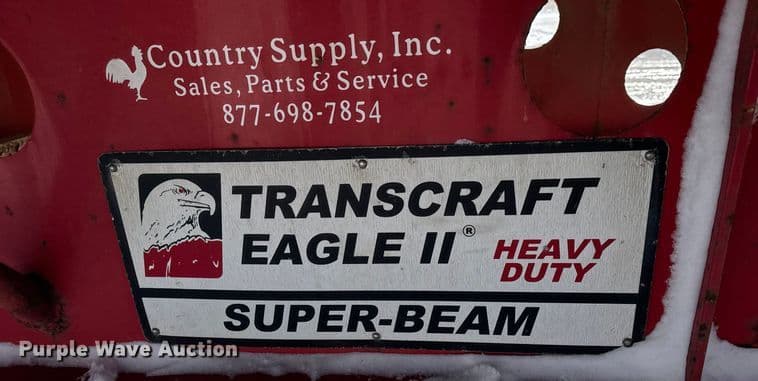 Country Supply, Inc.
Sales, Parts & Service
877-698-7854
TRANSCRAFT
EAGLE II®
HEAVY
DUTY
SUPER-BEAM
Purple Wave Auction